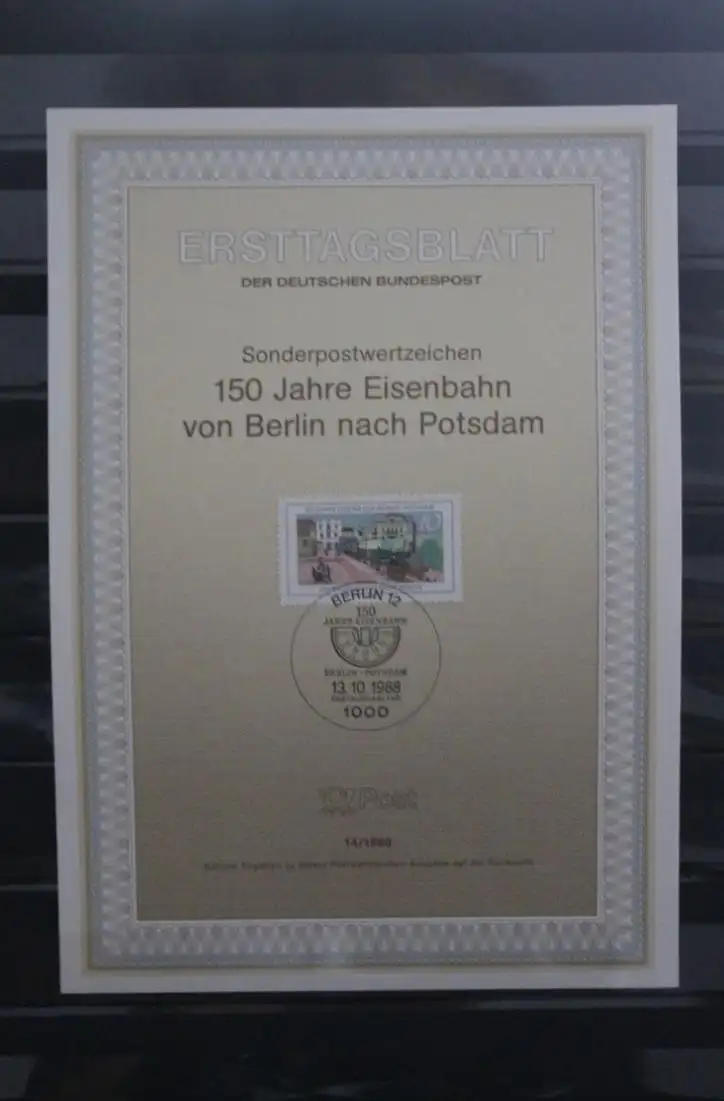 ERSTTAGSBLATT
DER DEUTSCHEN BUNDESPOST
Sonderpostwertzeichen
150 Jahre Eisenbahn
von Berlin nach Potsdam
BERLIN 12
150
JAHRE EISENBAHN
BERLIN - POTSDAM
13.10.1988
1000
Post
14/1988